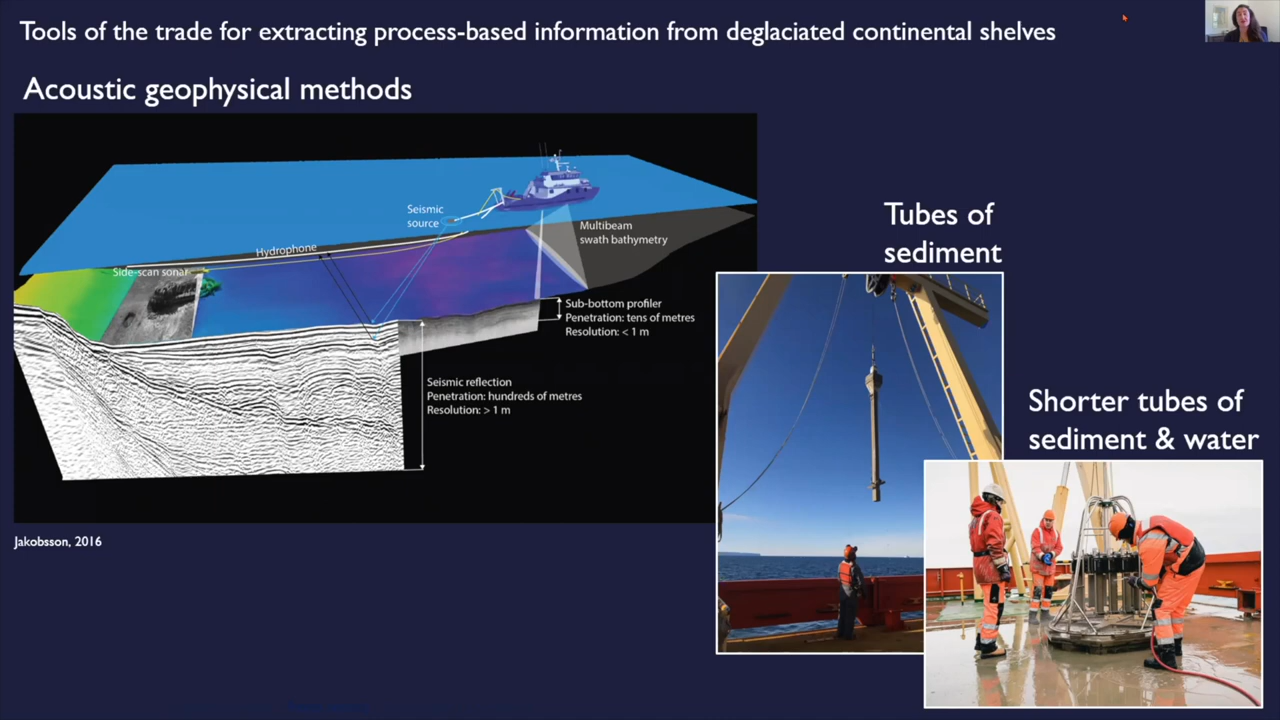 Tools of the trade for extracting process-based information from deglaciated continental shelves
Acoustic geophysical methods
Seismic
source
Multibeam
swath bathymetry
Hydrophone
Side-scan sonar
Sub-bottom profiler
Penetration: tens of metres
Resolution: < 1 m
Seismic reflection
Penetration: hundreds of metres
Resolution: > 1 m
Jakobsson, 2016
Tubes of
sediment
Shorter tubes of
sediment & water